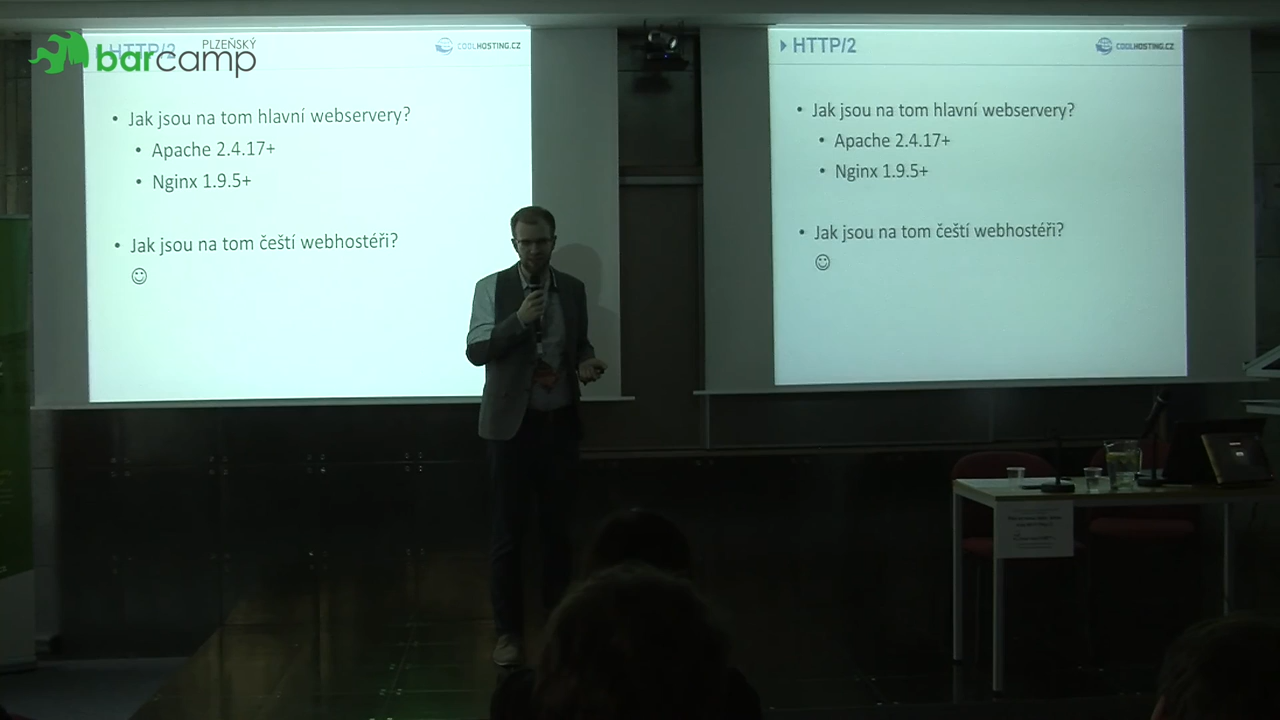 PLZEŇSKÝ
barcamp
HTTP/2
COOLHOSTING.CZ
• Jak jsou na tom hlavní webservery?
• Apache 2.4.17+
• Nginx 1.9.5+
• Jak jsou na tom čeští webhostéři?
☺
HTTP/2
COOLHOSTING.CZ
• Jak jsou na tom hlavní webservery?
• Apache 2.4.17+
• Nginx 1.9.5+
• Jak jsou na tom čeští webhostéři?
☺